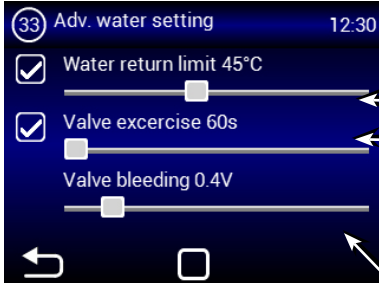 33 Adv. water setting 12:30
Water return limit 45°C
Valve excercise 60s
Valve bleeding 0.4V